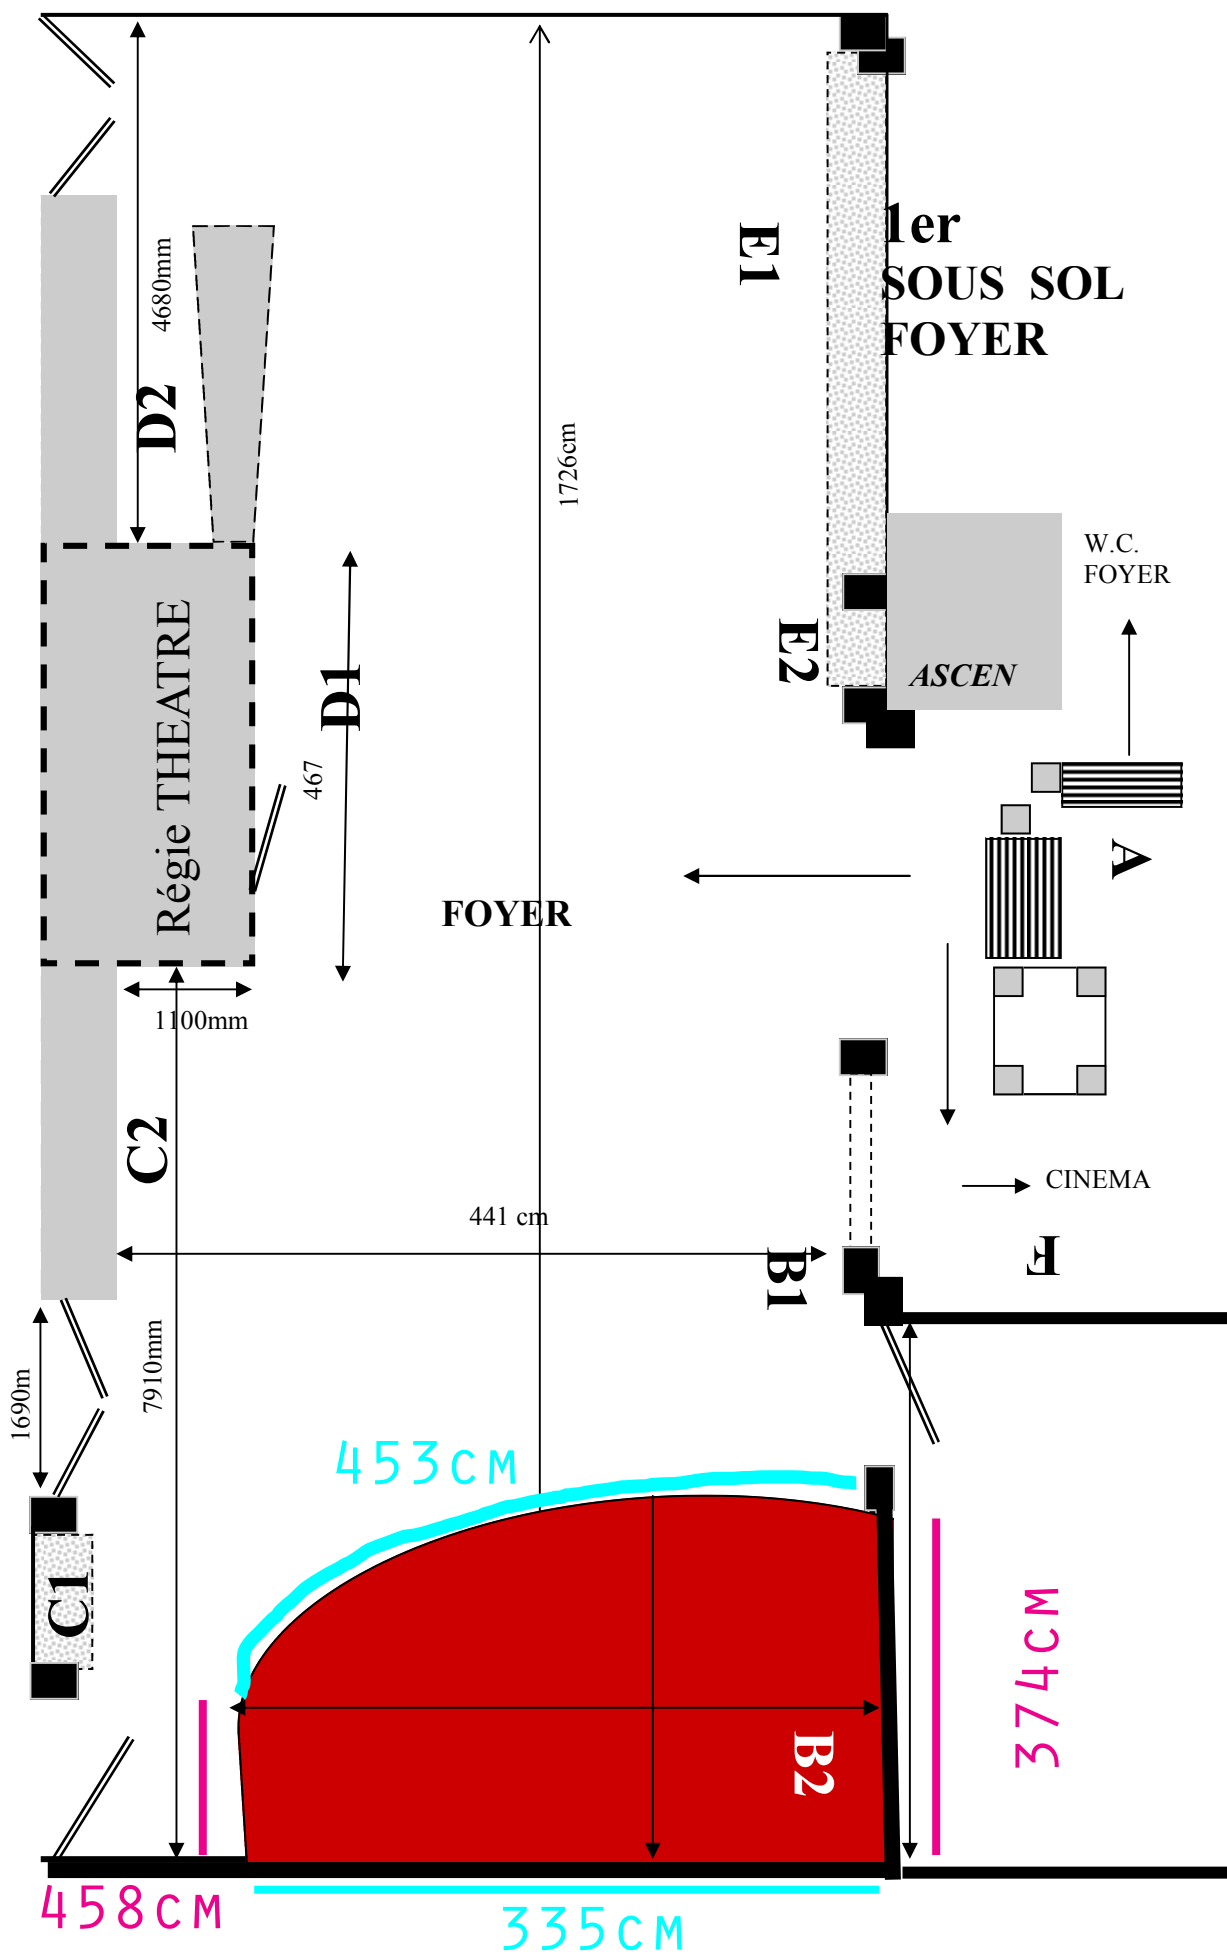 1er
SOUS SOL
FOYER
E1
4680mm
D2
1726cm
W.C.
FOYER
E2
ASCEN
Régie THEATRE
D1
467
A
FOYER
1100mm
C2
CINEMA
441 cm
F
B1
1690m
7910mm
453CM
C1
374CM
B2
458CM
335CM